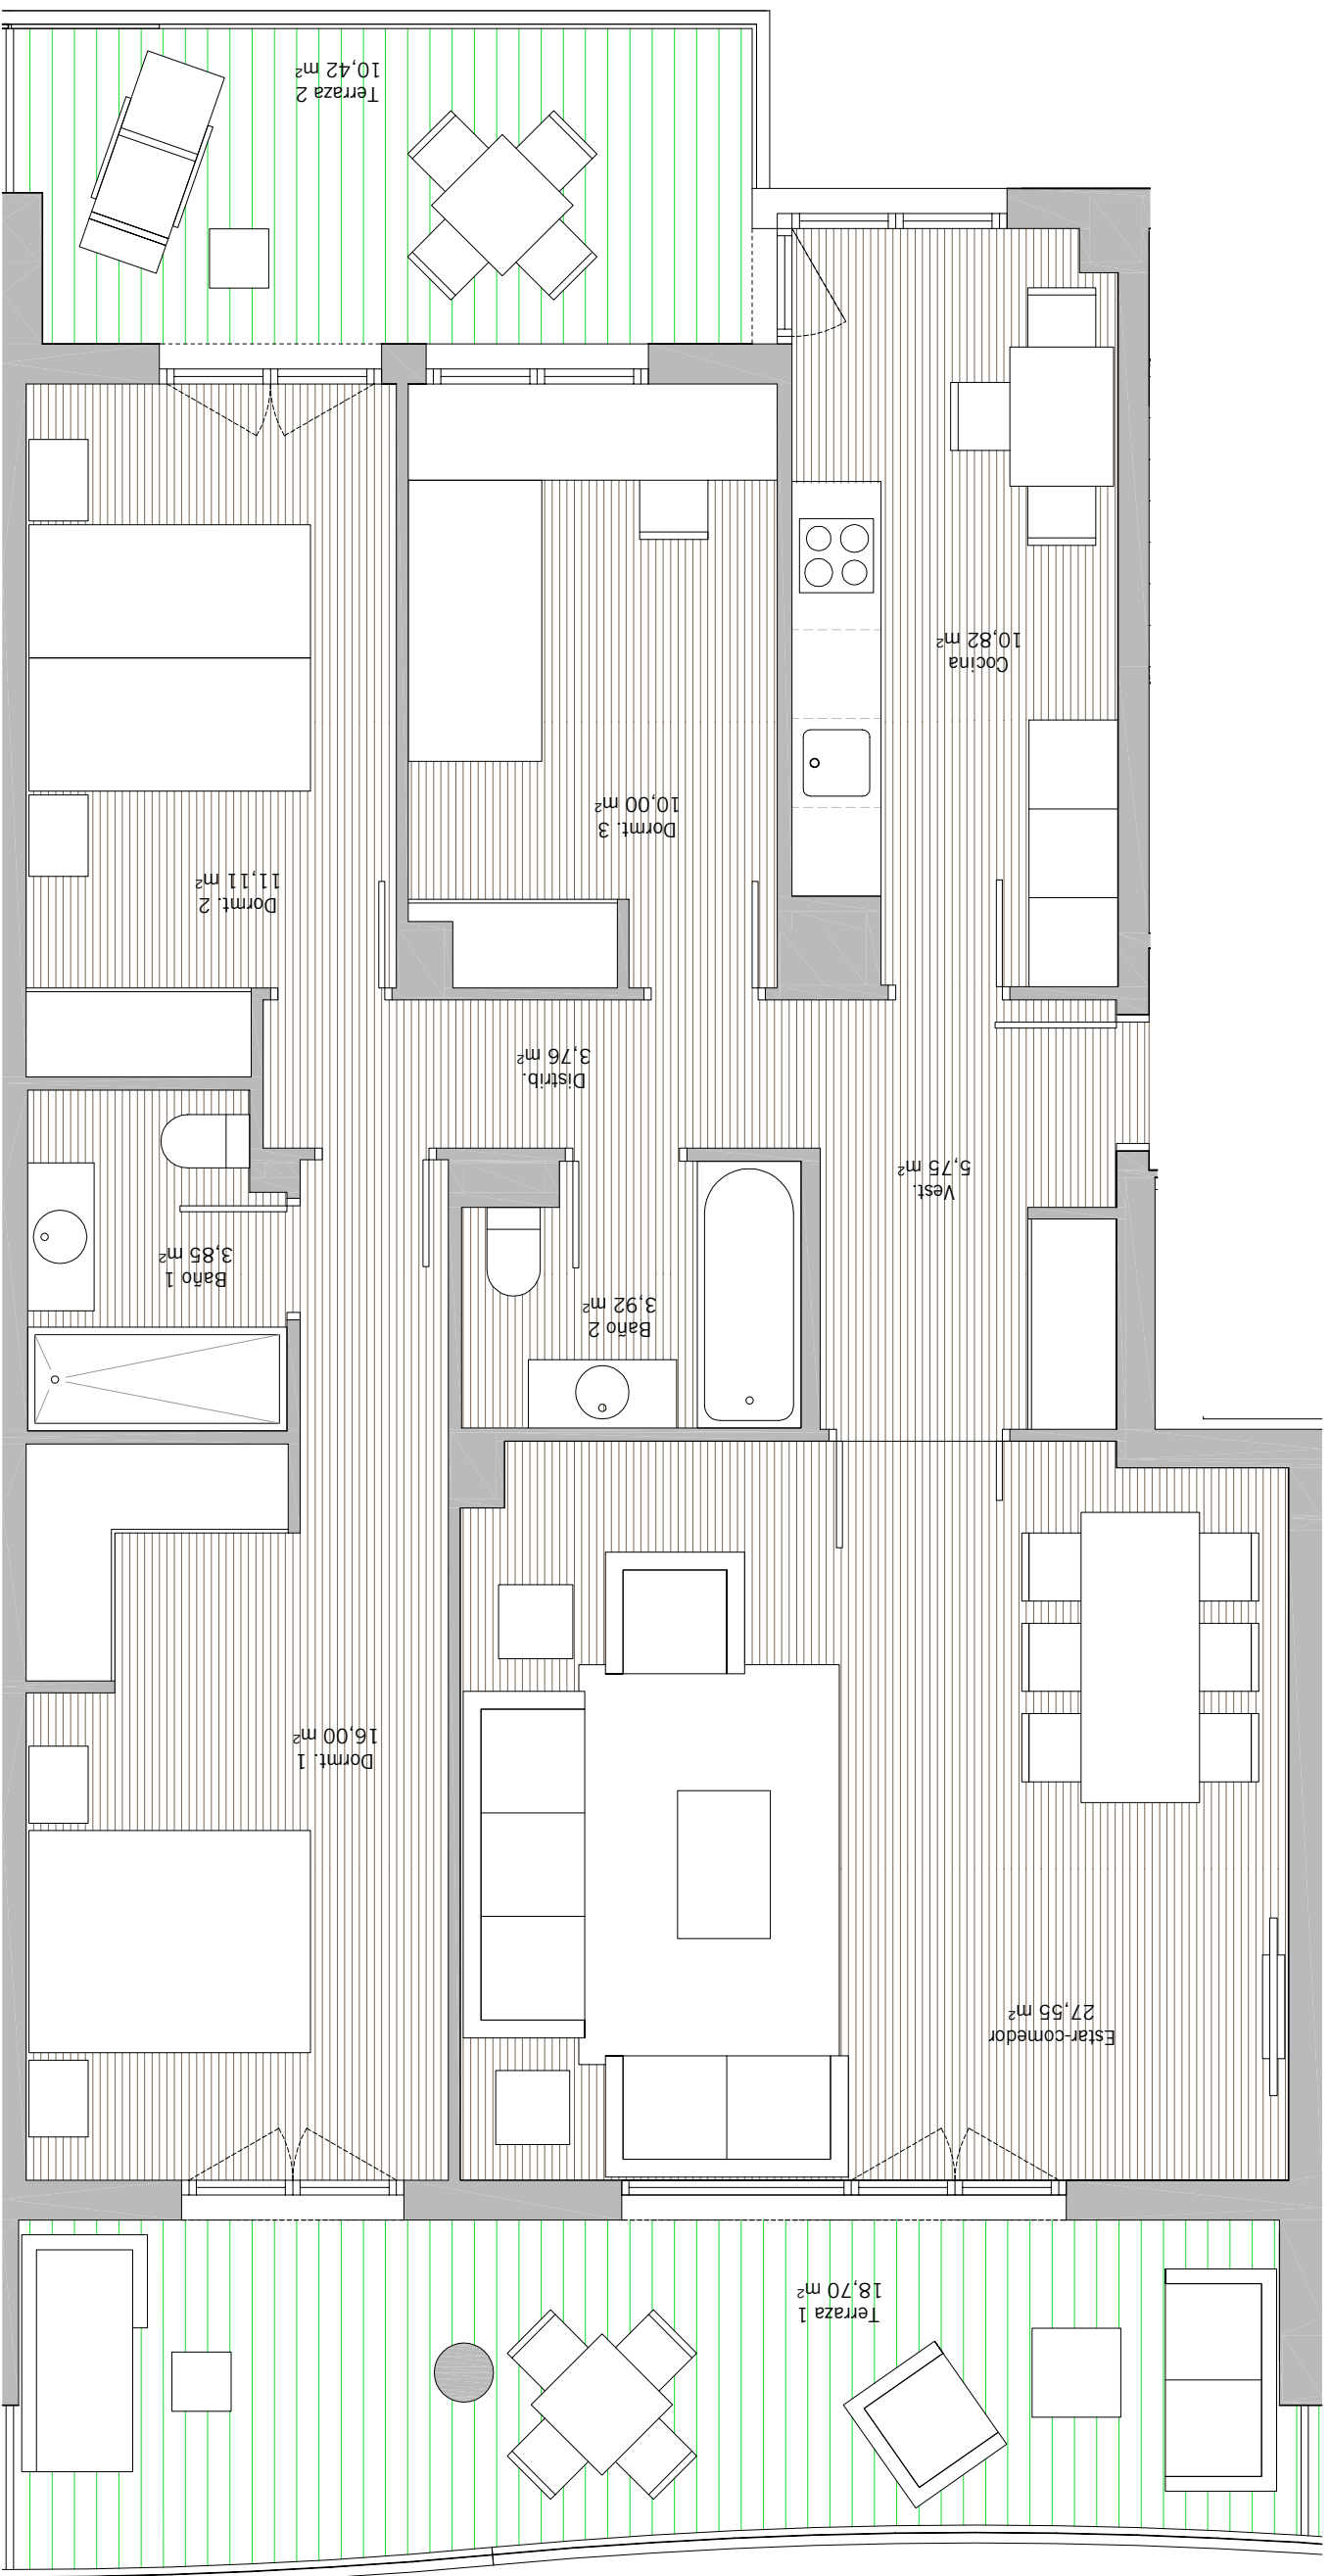 Terraza 1
18,70 m²
Estar-comedor
27,55 m²
Dormt. 1
16,00 m²
Baño 2
3,92 m²
Baño 1
3,85 m²
Vest.
5,75 m²
Distrib.
3,76 m²
Dormt. 2
11,11 m²
Dormt. 3
10,00 m²
Cocina
10,82 m²
Terraza 2
10,42 m²